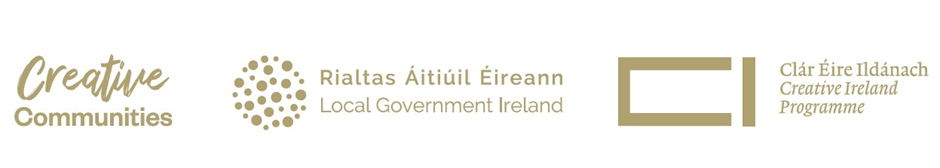 Creative
Communities
Rialtas Áitiúil Éireann
Local Government Ireland
Clár Éire Ildánach
Creative Ireland
Programme